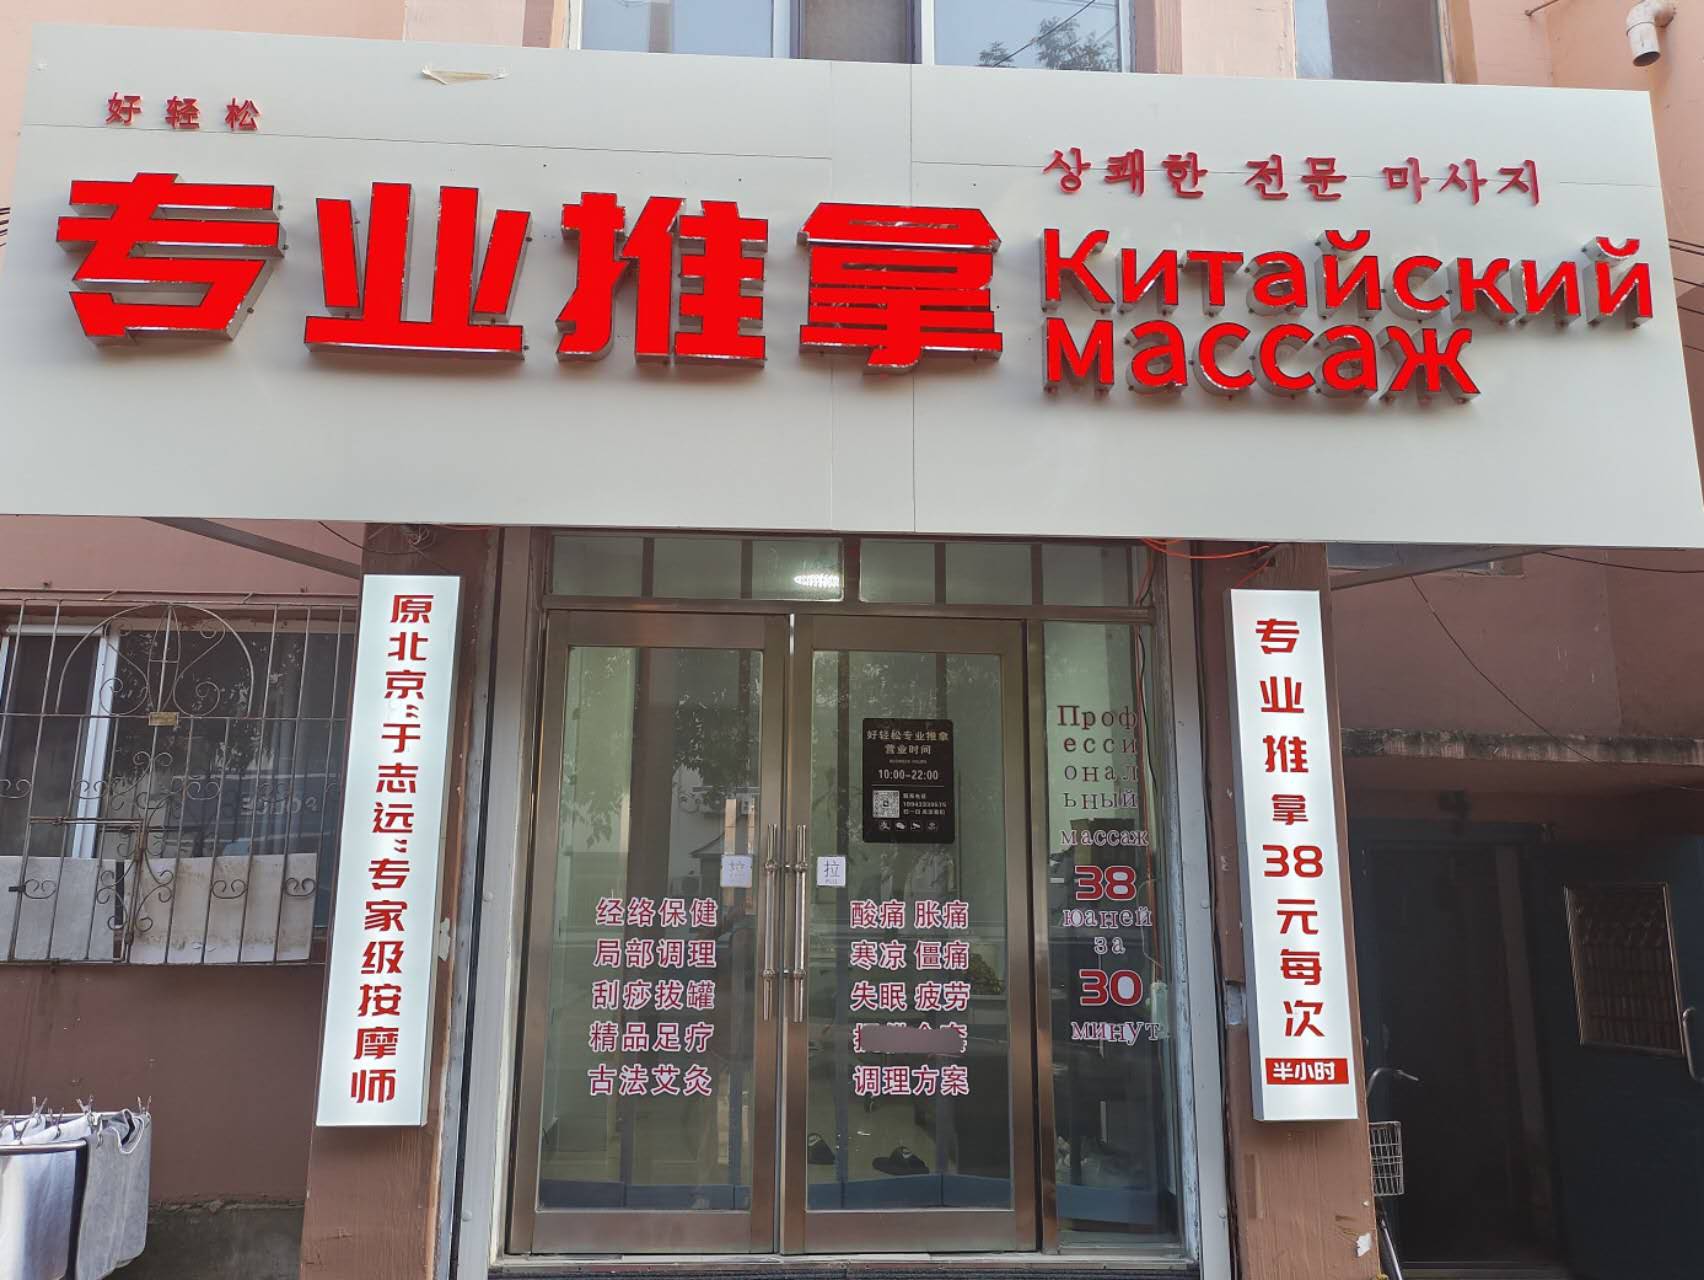 好轻松
专业推拿
상쾌한 전문 마사지
Китайский
массаж
原北京“于志远”专家级按摩师
好轻松专业推拿
营业时间
BUSINESS HOURS
10:00-22:00
拉
拉
经络保健
局部调理
刮痧拔罐
精品足疗
古法艾灸
酸痛 胀痛
寒凉 僵痛
失眠 疲劳
调理方案
Проф
есси
онал
ьный
массаж
38
юаней
за
30
минут
专业推拿38元每次
半小时